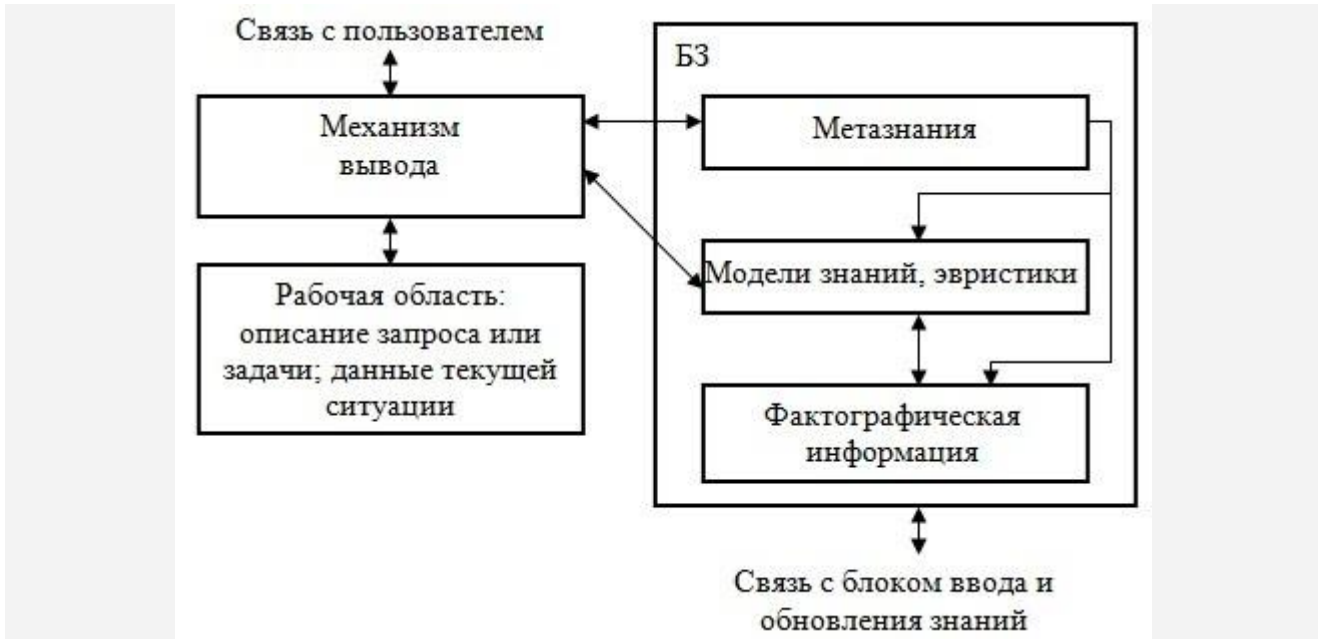 Связь с пользователем
БЗ
Механизм
вывода
Метазнания
Модели знаний, эвристики
Рабочая область:
описание запроса или
задачи; данные текущей
ситуации
Фактографическая
информация
Связь с блоком ввода и
обновления знаний